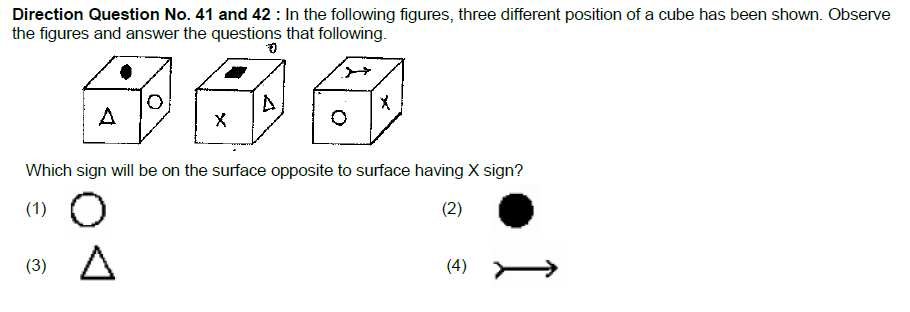 Direction Question No. 41 and 42 : In the following figures, three different position of a cube has been shown. Observe
the figures and answer the questions that following.
X
X
Which sign will be on the surface opposite to surface having X sign?
(1)
(2)
(3)
(4)